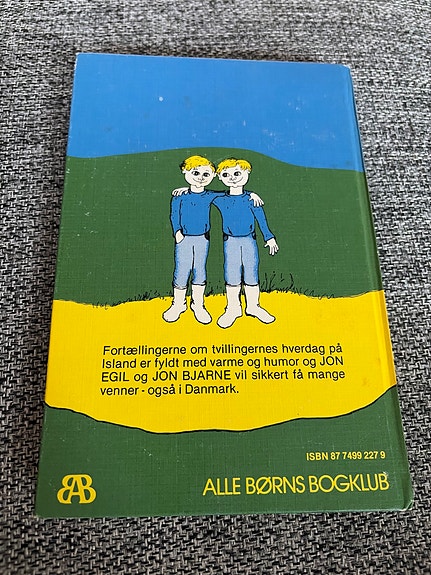 Fortællingerne om tvillingernes hverdag på
Island er fyldt med varme og humor og JON
EGIL og JON BJARNE vil sikkert få mange
venner - også i Danmark.
ISBN 87 7499 227 9
AB
ALLE BØRNS BOGKLUB